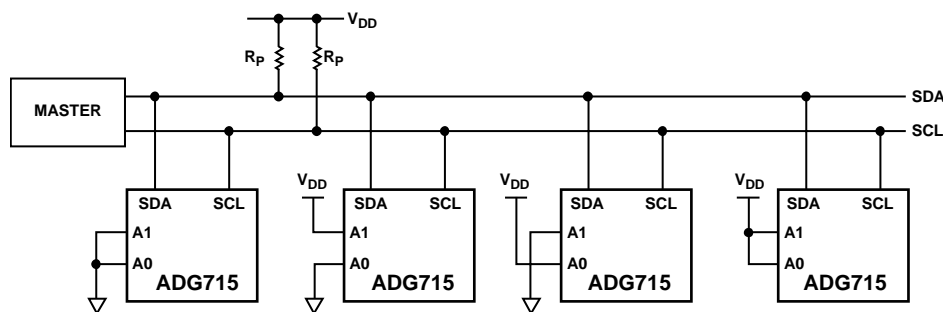 VDD
RP RP
SDA
MASTER
SCL
VDD VDD VDD
SDA SCL SDA SCL SDA SCL SDA SCL
A1 A1 A1 A1
A0 A0 A0 A0
ADG715 ADG715 ADG715 ADG715